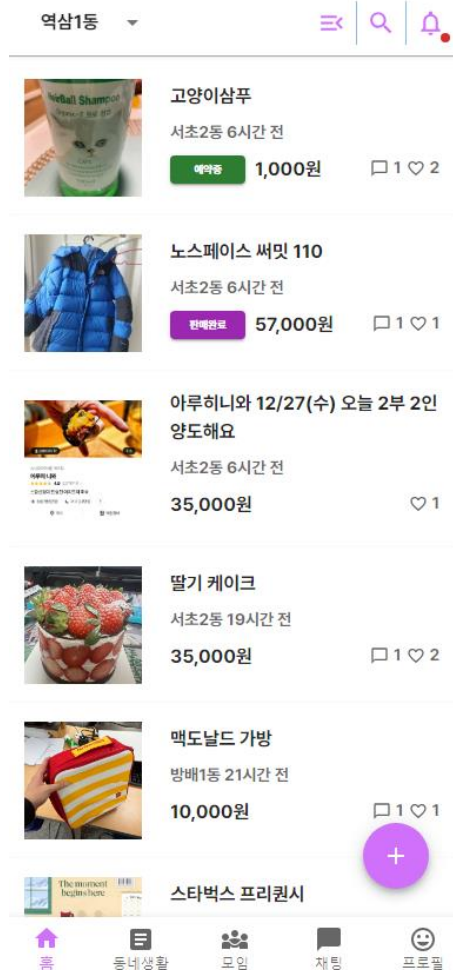 역삼1동
HeirBall Shampoo
고양이삼푸
서초2동 6시간 전
예약중 1,000원 1 2
노스페이스 써밋 110
서초2동 6시간 전
판매완료 57,000원 1 1
아루히니와 12/27(수) 오늘 2부 2인
양도해요
서초2동 6시간 전
35,000원 1
딸기 케이크
서초2동 19시간 전
35,000원 1 2
맥도날드 가방
방배1동 21시간 전
10,000원 1 1
+
The moment
begins here
스타벅스 프리퀀시
홈 동네생활 모임 채팅 프로필